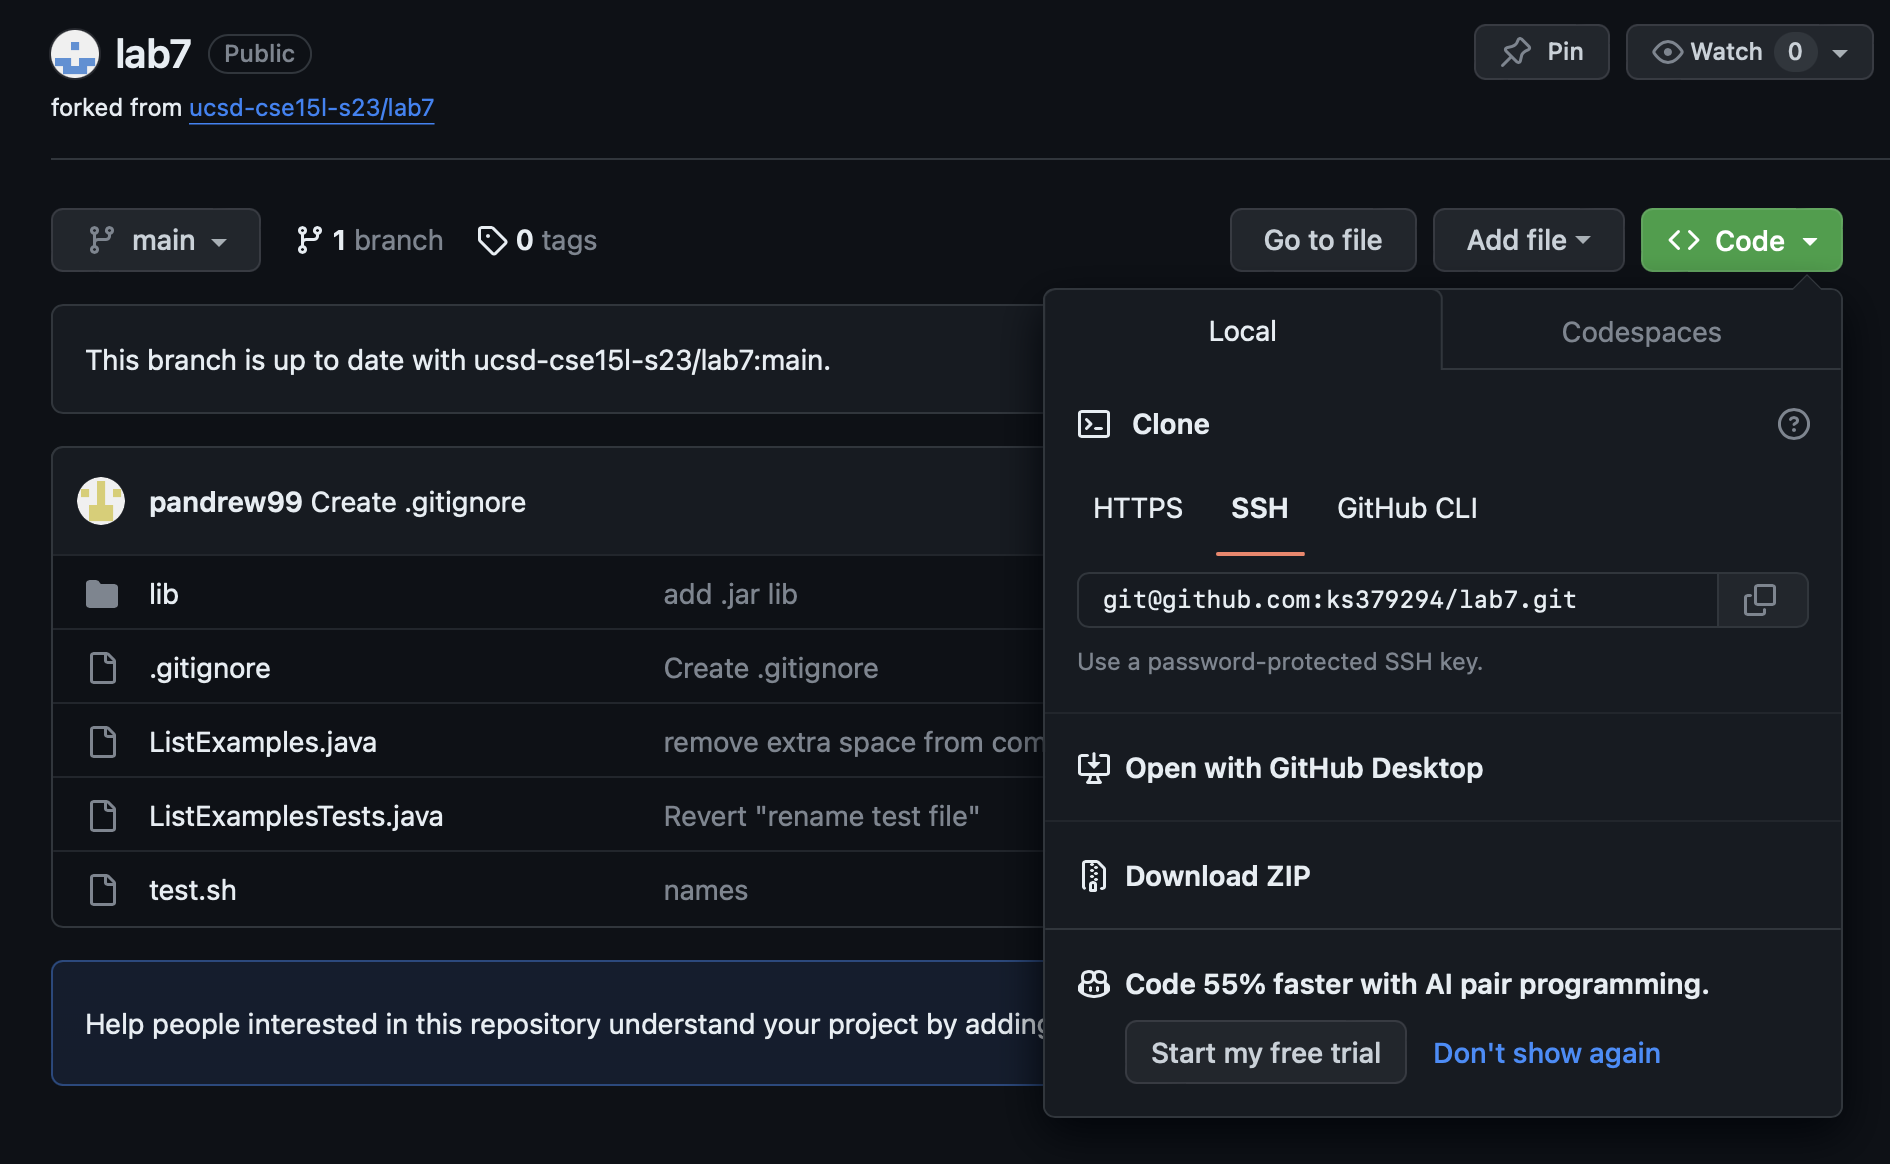 lab7 Public
Pin
Watch 0
forked from ucsd-cse15l-s23/lab7
main
1 branch
0 tags
Go to file
Add file
Code
This branch is up to date with ucsd-cse15l-s23/lab7:main.
pandrew99 Create .gitignore
lib add .jar lib
.gitignore Create .gitignore
ListExamples.java remove extra space from com
ListExamplesTests.java Revert "rename test file"
test.sh names
Help people interested in this repository understand your project by adding
Local
Codespaces
Clone
HTTPS SSH GitHub CLI
git@github.com:ks379294/lab7.git
Use a password-protected SSH key.
Open with GitHub Desktop
Download ZIP
Code 55% faster with AI pair programming.
Start my free trial
Don't show again